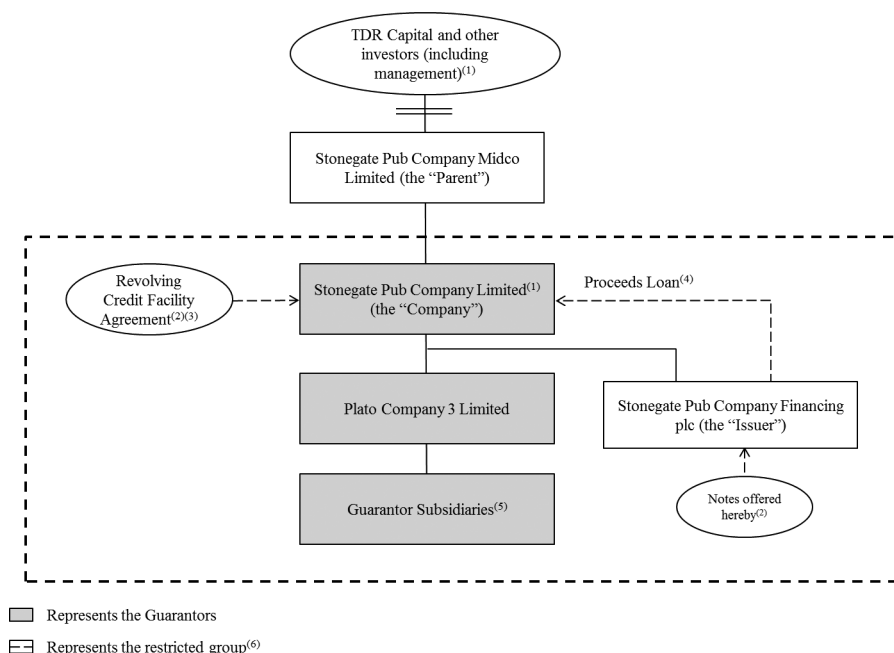 TDR Capital and other
investors (including
management)(1)
Stonegate Pub Company Midco
Limited (the “Parent”)
Revolving
Credit Facility
Agreement(2)(3)
Stonegate Pub Company Limited(1)
(the “Company”)
Proceeds Loan(4)
Plato Company 3 Limited
Stonegate Pub Company Financing
plc (the “Issuer”)
Guarantor Subsidiaries(5)
Notes offered
hereby(2)
Represents the Guarantors
Represents the restricted group(6)